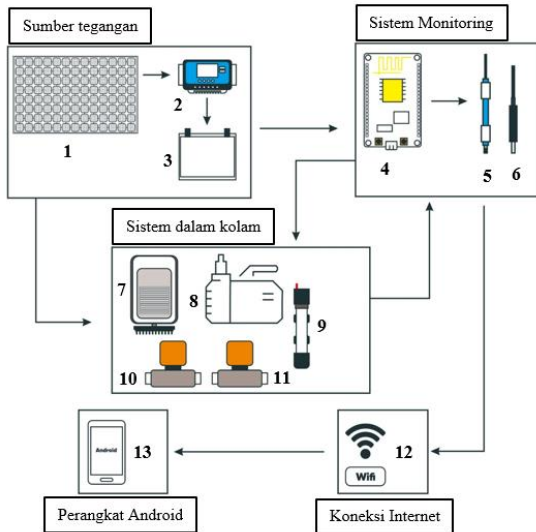 Sumber tegangan
Sistem Monitoring
1
2
3
4
5
6
Sistem dalam kolam
7
8
9
10
11
Android
13
12
Wifi
Perangkat Android
Koneksi Internet